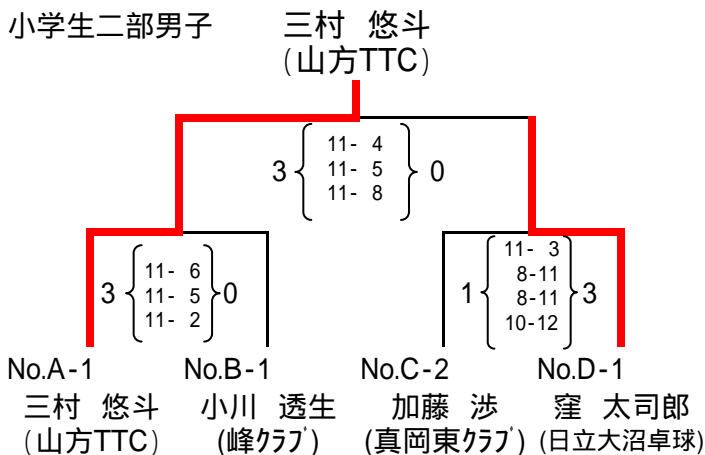 小学生二部男子 三村 悠斗
(山方TTC)
11- 4
3 11- 5 0
11- 8
11- 6
3 11- 5 0
11- 2
11- 3
8-11
1 8-11 3
10-12
No.A-1 No.B-1 No.C-2 No.D-1
三村 悠斗 小川 透生 加藤 渉 窪 太司郎
(山方TTC) (峰ｸﾗﾌﾞ) (真岡東ｸﾗﾌﾞ) (日立大沼卓球)